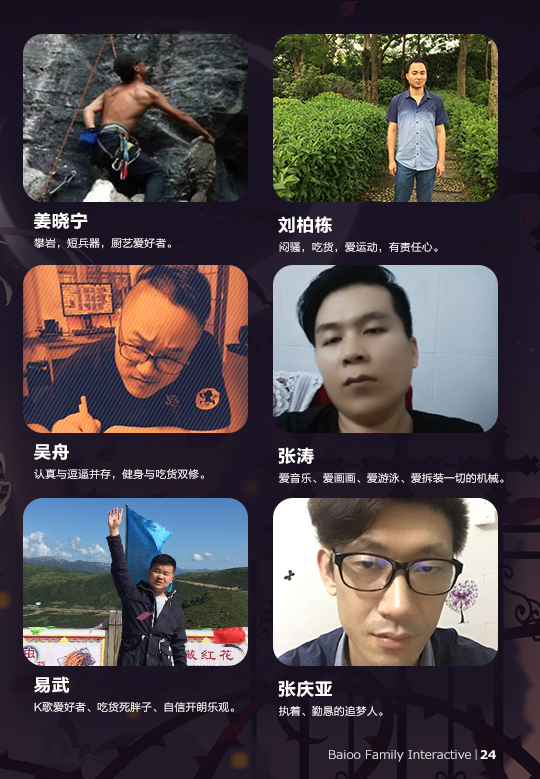 姜晓宁
攀岩，短兵器，厨艺爱好者。
刘柏栋
闷骚，吃货，爱运动，有责任心。
吴舟
认真与逗逼并存，健身与吃货双修。
张涛
爱音乐、爱画画、爱游泳、爱拆装一切的机械。
红花
易武
K歌爱好者、吃货死胖子、自信开朗乐观。
张庆亚
执着、勤恳的追梦人。
Baioo Family Interactive | 24